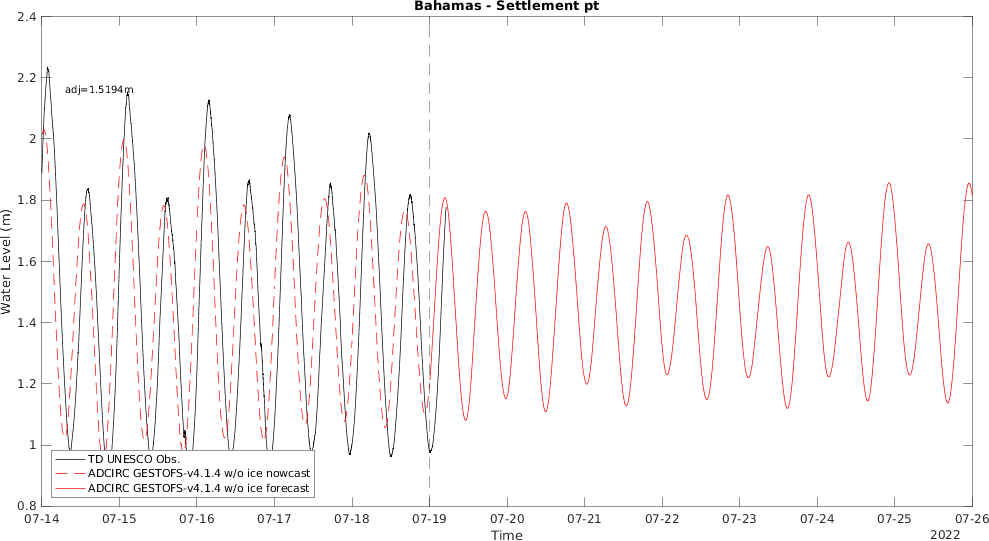 Bahamas - Settlement pt
2.4
2.2
2
1.8
1.6
1.4
1.2
1
0.8
Water Level (m)
adj=1.5194m
TD UNESCO Obs.
ADCIRC GESTOFS-v4.1.4 w/o ice nowcast
ADCIRC GESTOFS-v4.1.4 w/o ice forecast
07-14 07-15 07-16 07-17 07-18 07-19 07-20 07-21 07-22 07-23 07-24 07-25 07-26
Time
2022